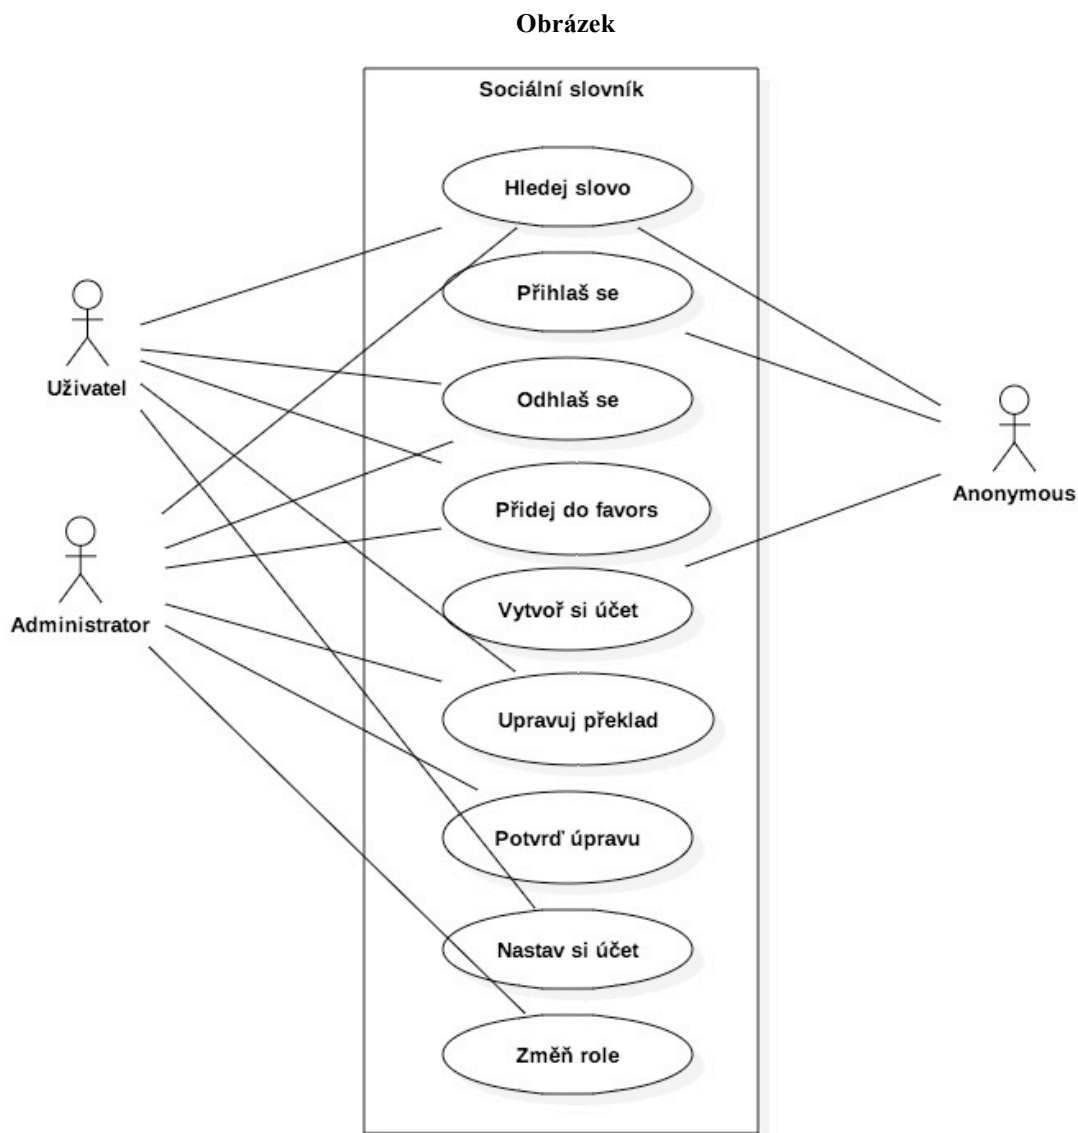 Obrázek
Sociální slovník
Hledej slovo
Přihlaš se
Uživatel
Odhlaš se
Anonymous
Přidej do favors
Administrator
Vytvoř si účet
Upravuj překlad
Potvrď úpravu
Nastav si účet
Změň role